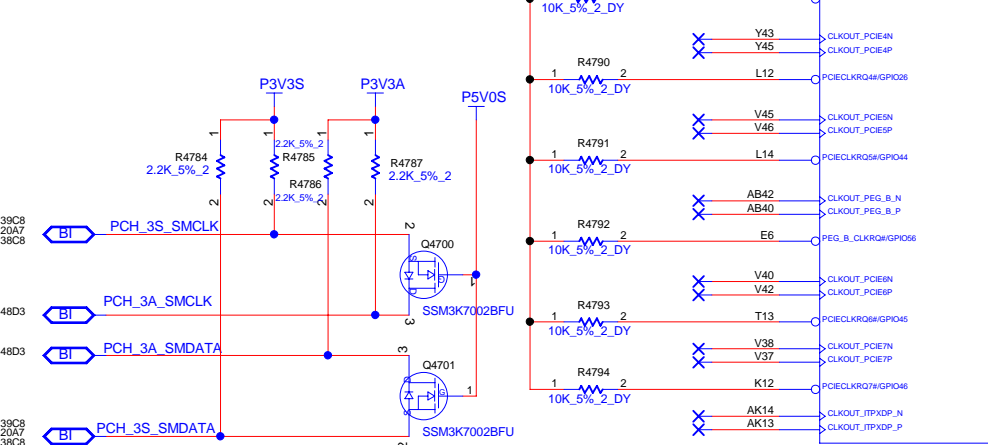 10K_5%_2_DY
Y43 CLKOUT_PCIE4N
Y45 CLKOUT_PCIE4P
R4790
1 2 L12 PCIECLKRQ4#/GPIO26
10K_5%_2_DY
P3V3S P3V3A
P5V0S
V45 CLKOUT_PCIE5N
V46 CLKOUT_PCIE5P
1 1 1 1
2.2K_5%_2
R4784 R4785 R4787
2.2K_5%_2 2.2K_5%_2
R4786
2.2K_5%_2
2 2 2 2
R4791
1 2 L14 PCIECLKRQ5#/GPIO44
10K_5%_2_DY
AB42 CLKOUT_PEG_B_N
AB40 CLKOUT_PEG_B_P
39C8
20A7
38C8
BI PCH_3S_SMCLK
2
Q4700
S
G
D
1
3
SSM3K7002BFU
R4792
1 2 E6 PEG_B_CLKRQ#/GPIO56
10K_5%_2_DY
V40 CLKOUT_PCIE6N
V42 CLKOUT_PCIE6P
48D3 BI PCH_3A_SMCLK
R4793
1 2 T13 PCIECLKRQ6#/GPIO45
10K_5%_2_DY
48D3 BI PCH_3A_SMDATA
3
Q4701
D
G
S
1
SSM3K7002BFU
V38 CLKOUT_PCIE7N
V37 CLKOUT_PCIE7P
R4794
1 2 K12 PCIECLKRQ7#/GPIO46
10K_5%_2_DY
AK14 CLKOUT_ITPXDP_N
AK13 CLKOUT_ITPXDP_P
39C8
20A7
38C8
BI PCH_3S_SMDATA